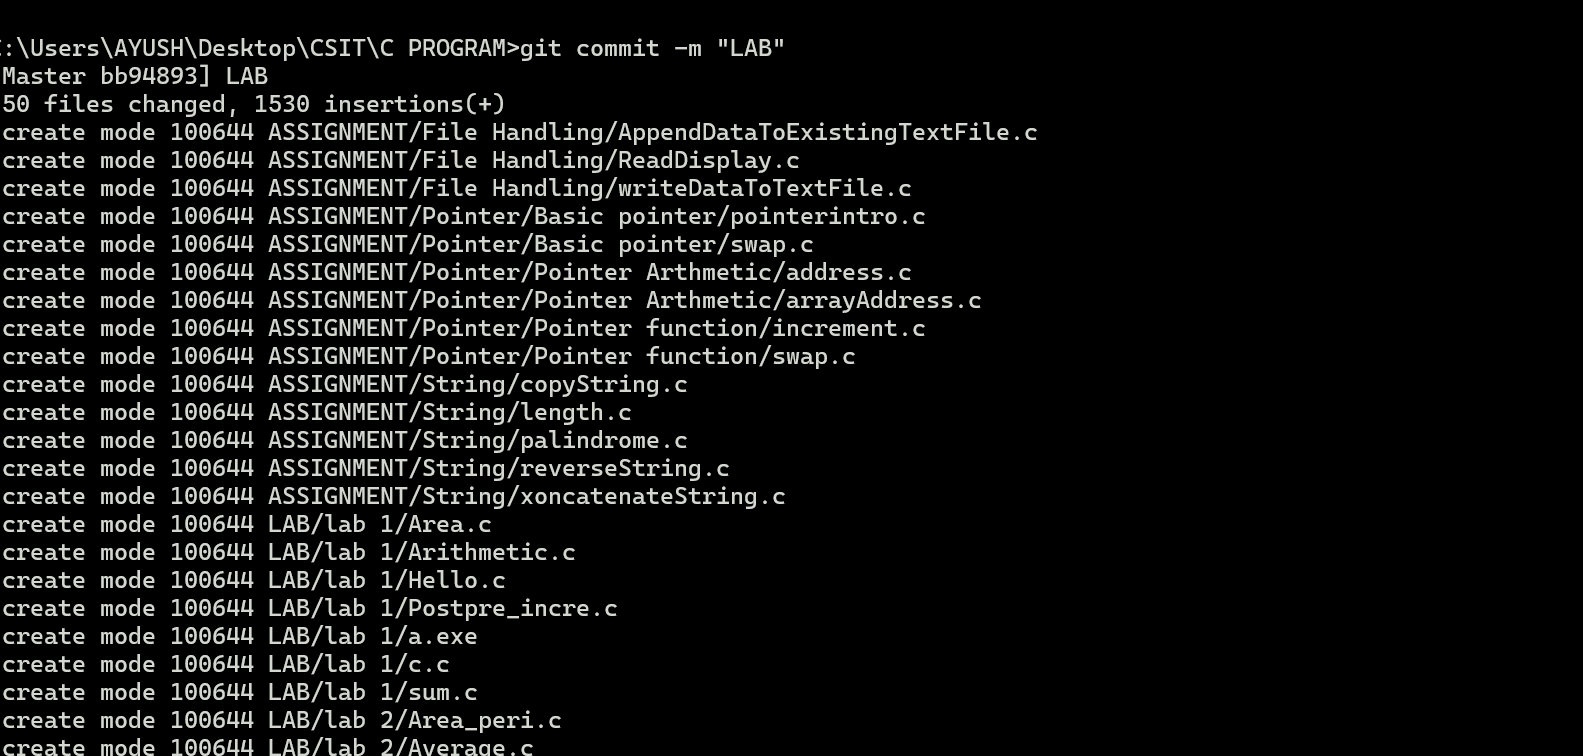 :\Users\AYUSH\Desktop\CSIT\C PROGRAM>git commit -m "LAB"
Master bb94893] LAB
50 files changed, 1530 insertions(+)
create mode 100644 ASSIGNMENT/File Handling/AppendDataToExistingTextFile.c
create mode 100644 ASSIGNMENT/File Handling/ReadDisplay.c
create mode 100644 ASSIGNMENT/File Handling/writeDataToTextFile.c
create mode 100644 ASSIGNMENT/Pointer/Basic pointer/pointerintro.c
create mode 100644 ASSIGNMENT/Pointer/Basic pointer/swap.c
create mode 100644 ASSIGNMENT/Pointer/Pointer Arthmetic/address.c
create mode 100644 ASSIGNMENT/Pointer/Pointer Arthmetic/arrayAddress.c
create mode 100644 ASSIGNMENT/Pointer/Pointer function/increment.c
create mode 100644 ASSIGNMENT/Pointer/Pointer function/swap.c
create mode 100644 ASSIGNMENT/String/copyString.c
create mode 100644 ASSIGNMENT/String/length.c
create mode 100644 ASSIGNMENT/String/palindrome.c
create mode 100644 ASSIGNMENT/String/reverseString.c
create mode 100644 ASSIGNMENT/String/xoncatenateString.c
create mode 100644 LAB/lab 1/Area.c
create mode 100644 LAB/lab 1/Arithmetic.c
create mode 100644 LAB/lab 1/Hello.c
create mode 100644 LAB/lab 1/Postpre_incre.c
create mode 100644 LAB/lab 1/a.exe
create mode 100644 LAB/lab 1/c.c
create mode 100644 LAB/lab 1/sum.c
create mode 100644 LAB/lab 2/Area_peri.c
create mode 100644 LAB/lab 2/Average.c